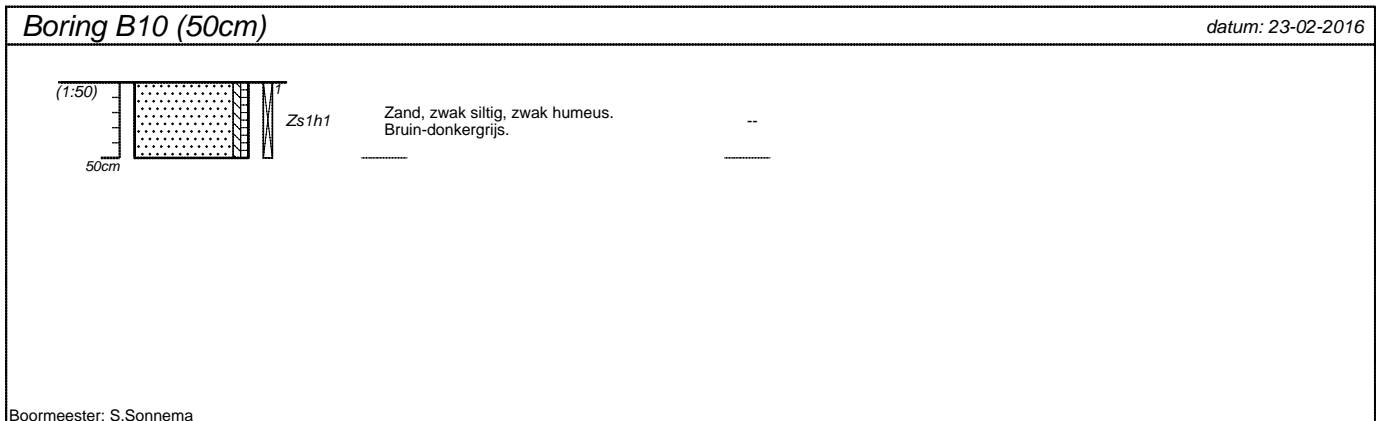 Boring B10 (50cm)
datum: 23-02-2016
(1:50)
1
Zs1h1
Zand, zwak siltig, zwak humeus.
Bruin-donkergrijs.
--
50cm
Boormeester: S.Sonnema